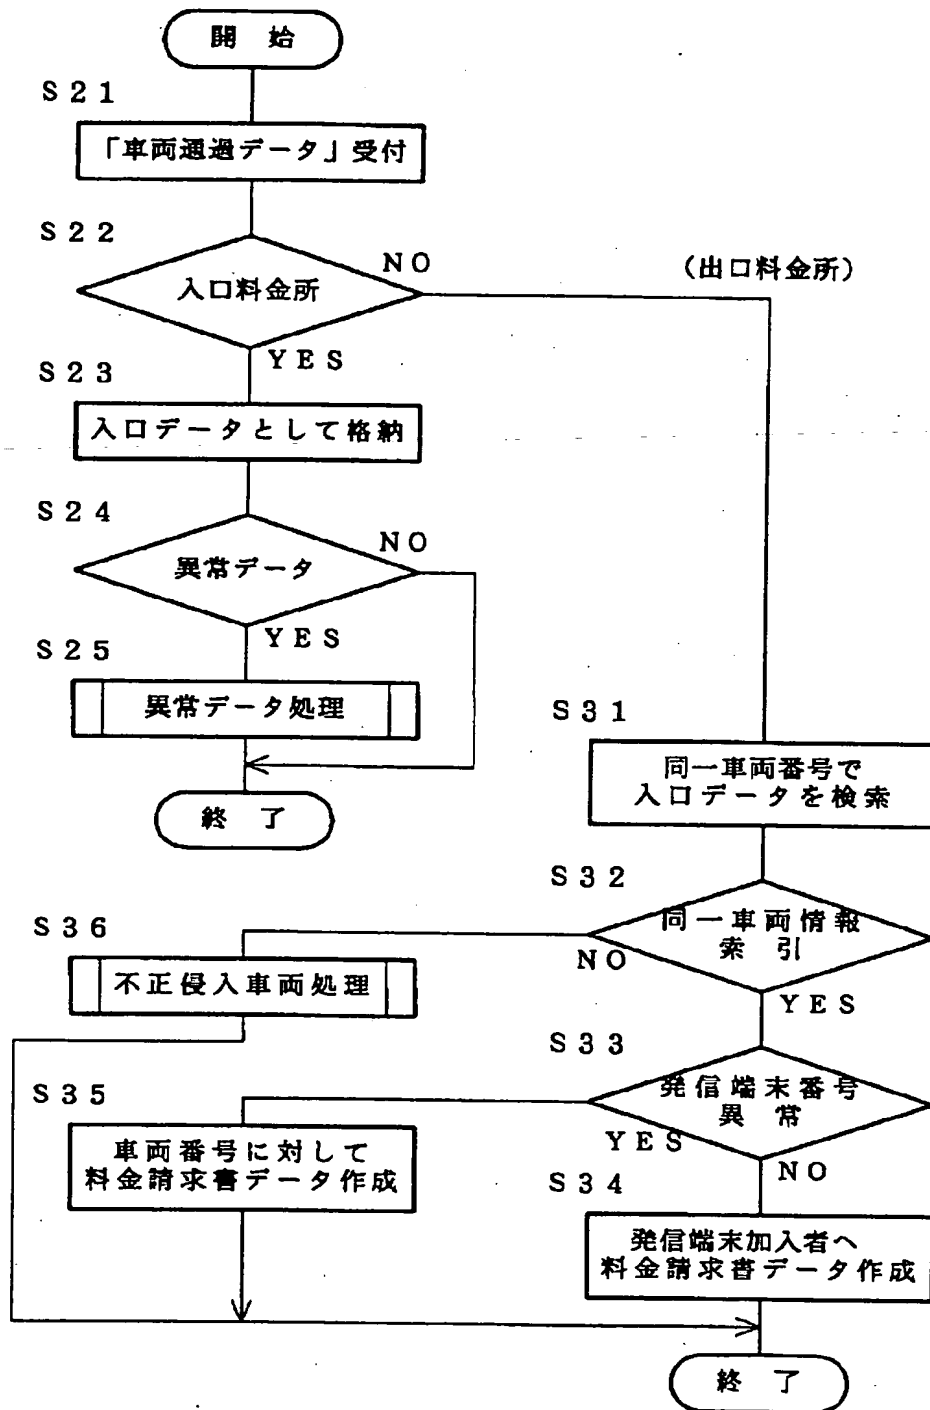 開 始
S21
「車両通過データ」受付
S22
入口料金所
NO
(出口料金所)
YES
S23
入口データとして格納
S24
異常データ
NO
YES
S25
異常データ処理
終 了
S31
同一車両番号で
入口データを検索
S32
同一車両情報
索 引
NO
YES
S36
不正侵入車両処理
S33
発信端末番号
異 常
YES
NO
S35
車両番号に対して
料金請求書データ作成
S34
発信端末加入者へ
料金請求書データ作成
終 了